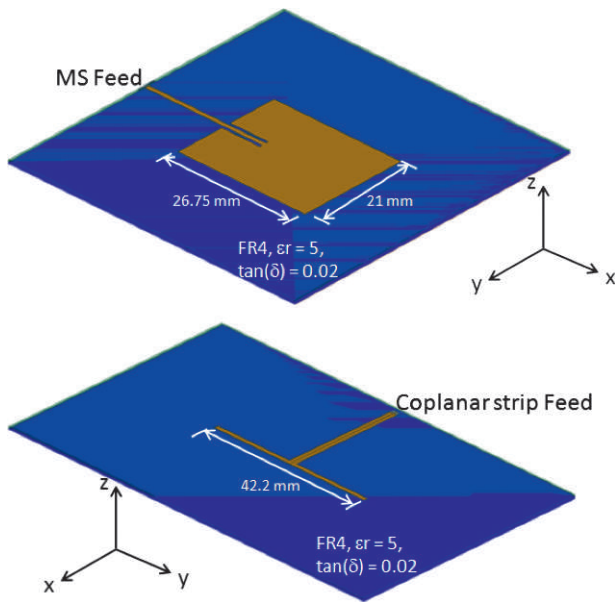 MS Feed
26.75 mm
21 mm
FR4, εr = 5,
tan(δ) = 0.02
z
y
x
Coplanar strip Feed
42.2 mm
z
x
y
FR4, εr = 5,
tan(δ) = 0.02